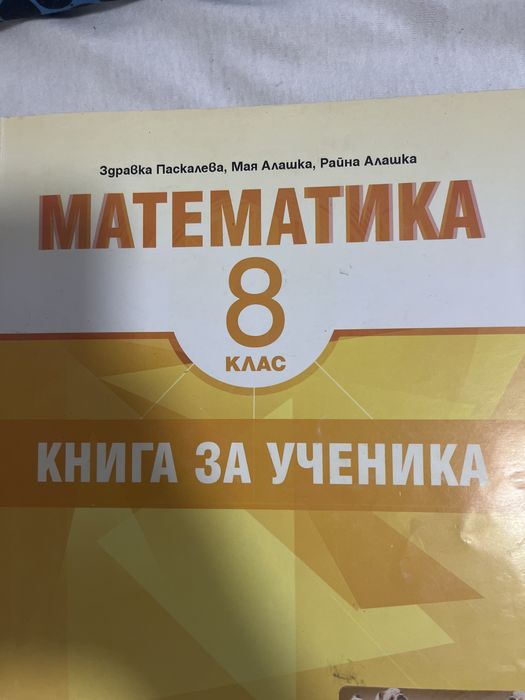 Здравка Паскалева, Мая Алашка, Райна Алашка
МАТЕМАТИКА
8
КЛАС
КНИГА ЗА УЧЕНИКА